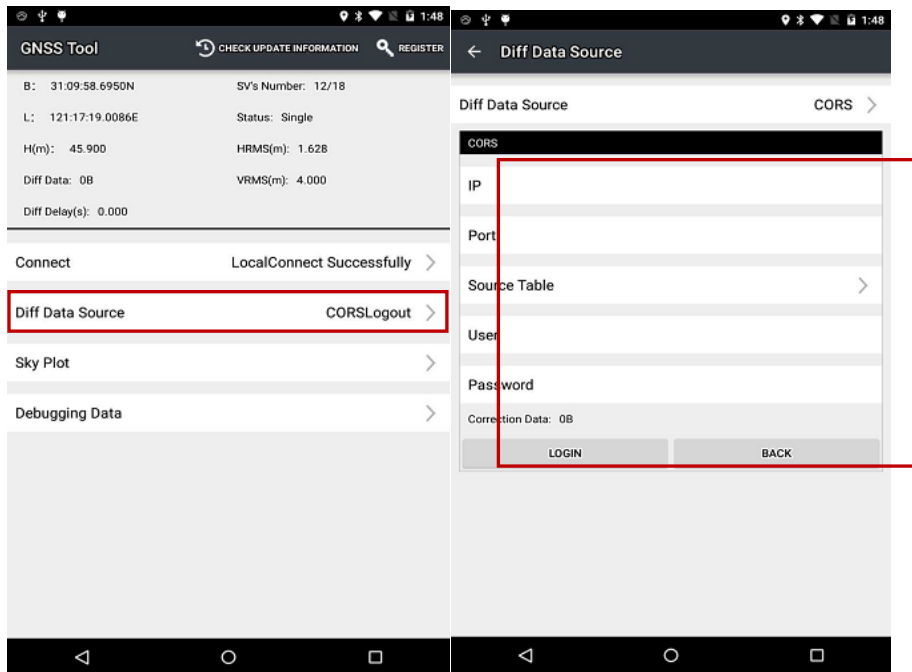 1:48
GNSS Tool CHECK UPDATE INFORMATION REGISTER
B: 31:09:58.6950N SV's Number: 12/18
L: 121:17:19.0086E Status: Single
H(m): 45.900 HRMS(m): 1.628
Diff Data: 0B VRMS(m): 4.000
Diff Delay(s): 0.000
Connect LocalConnect Successfully
Diff Data Source CORSLogout
Sky Plot
Debugging Data
1:48
Diff Data Source
Diff Data Source CORS
CORS
IP
Port
Source Table
User
Password
Correction Data: 0B
LOGIN BACK